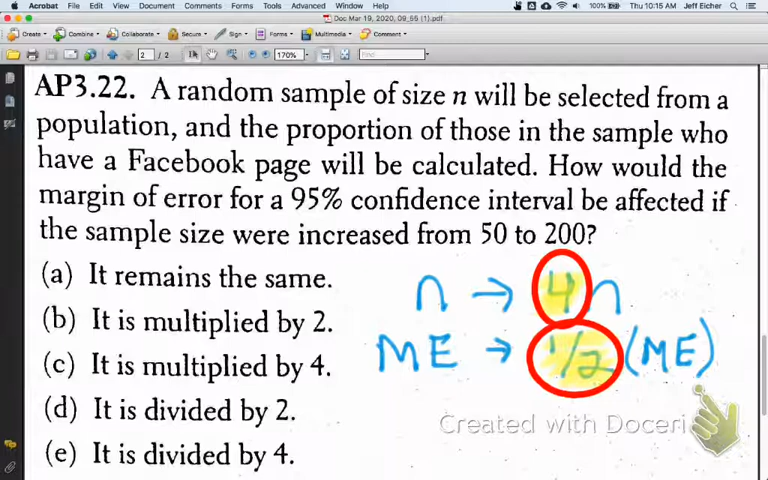 Acrobat File Edit View Document Comments Forms Tools Advanced Window Help 100% Thu 10:15 AM Jeff Eicher
Doc Mar 19, 2020, 09_55 (1).pdf
Create Combine Collaborate Secure Sign Forms Multimedia Comment
2 / 2 170% Find
AP3.22. A random sample of size n will be selected from a
population, and the proportion of those in the sample who
have a Facebook page will be calculated. How would the
margin of error for a 95% confidence interval be affected if
the sample size were increased from 50 to 200?
(a) It remains the same.
n → 4n
(b) It is multiplied by 2.
ME → 1/2 (ME)
(c) It is multiplied by 4.
(d) It is divided by 2.
Created with Doceri
(e) It is divided by 4.